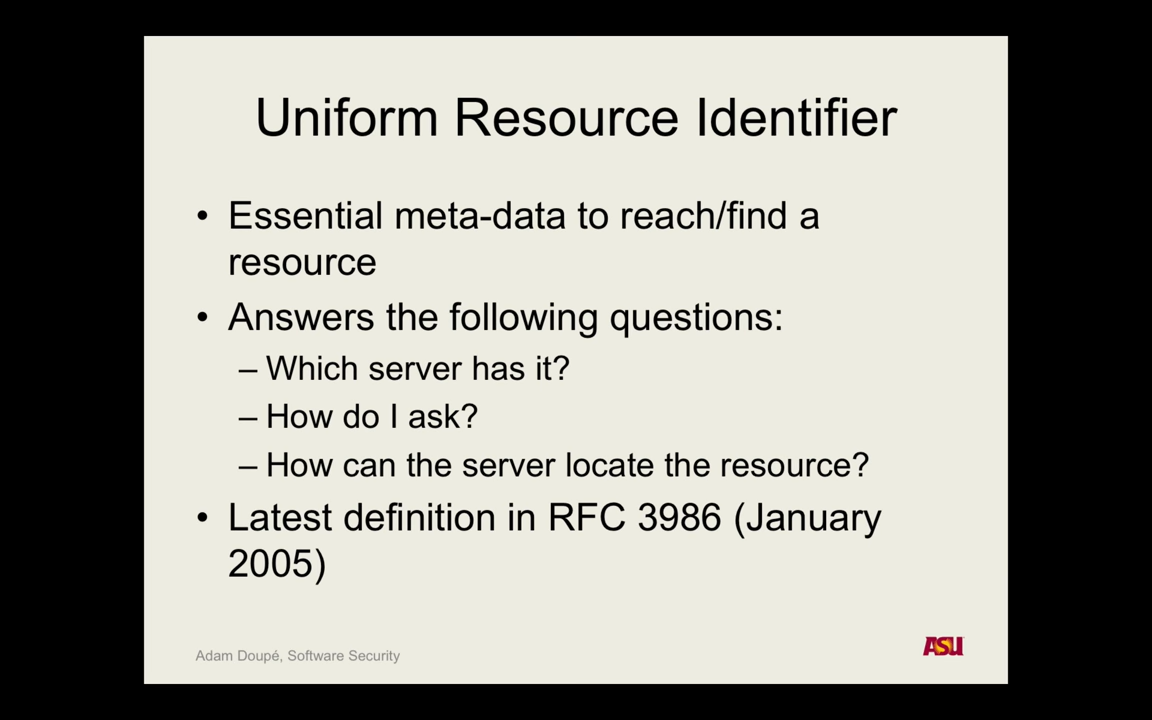 Uniform Resource Identifier
• Essential meta-data to reach/find a
resource
• Answers the following questions:
– Which server has it?
– How do I ask?
– How can the server locate the resource?
• Latest definition in RFC 3986 (January
2005)
Adam Doupé, Software Security
ASU